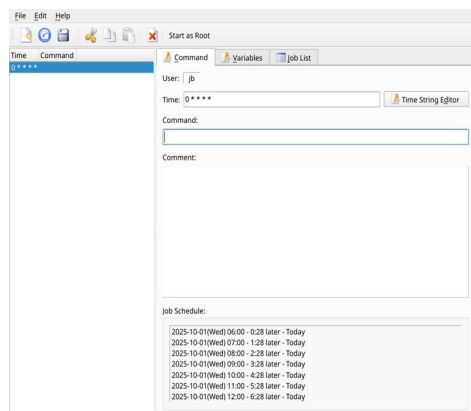 File Edit Help
Start as Root
Time Command
0 * * * *
Command Variables Job List
User: jb
Time: 0 * * * * Time String Editor
Command:
Comment:
Job Schedule:
2025-10-01(Wed) 06:00 - 0:28 later - Today
2025-10-01(Wed) 07:00 - 1:28 later - Today
2025-10-01(Wed) 08:00 - 2:28 later - Today
2025-10-01(Wed) 09:00 - 3:28 later - Today
2025-10-01(Wed) 10:00 - 4:28 later - Today
2025-10-01(Wed) 11:00 - 5:28 later - Today
2025-10-01(Wed) 12:00 - 6:28 later - Today